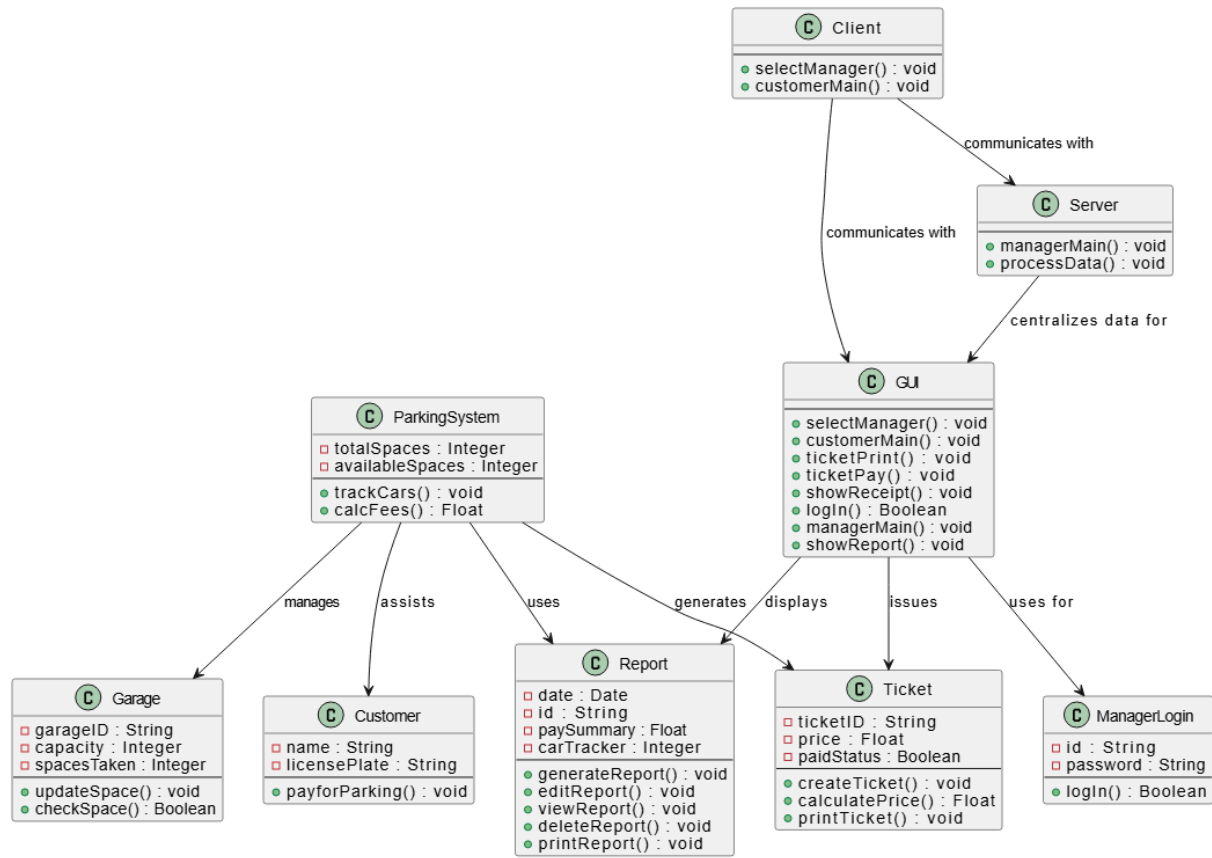 C Client
selectManager() : void
customerMain() : void
communicates with
C Server
managerMain() : void
processData() : void
communicates with
centralizes data for
C GUI
selectManager() : void
customerMain() : void
ticketPrint() : void
ticketPay() : void
showReceipt() : void
logIn() : Boolean
managerMain() : void
showReport() : void
C ParkingSystem
totalSpaces : Integer
availableSpaces : Integer
trackCars() : void
calcFees() : Float
manages
assists
uses
generates
displays
issues
uses for
C Garage
garageID : String
capacity : Integer
spacesTaken : Integer
updateSpace() : void
checkSpace() : Boolean
C Customer
name : String
licensePlate : String
payforParking() : void
C Report
date : Date
id : String
paySummary : Float
carTracker : Integer
generateReport() : void
editReport() : void
viewReport() : void
deleteReport() : void
printReport() : void
C Ticket
ticketID : String
price : Float
paidStatus : Boolean
createTicket() : void
calculatePrice() : Float
printTicket() : void
C ManagerLogin
id : String
password : String
logIn() : Boolean